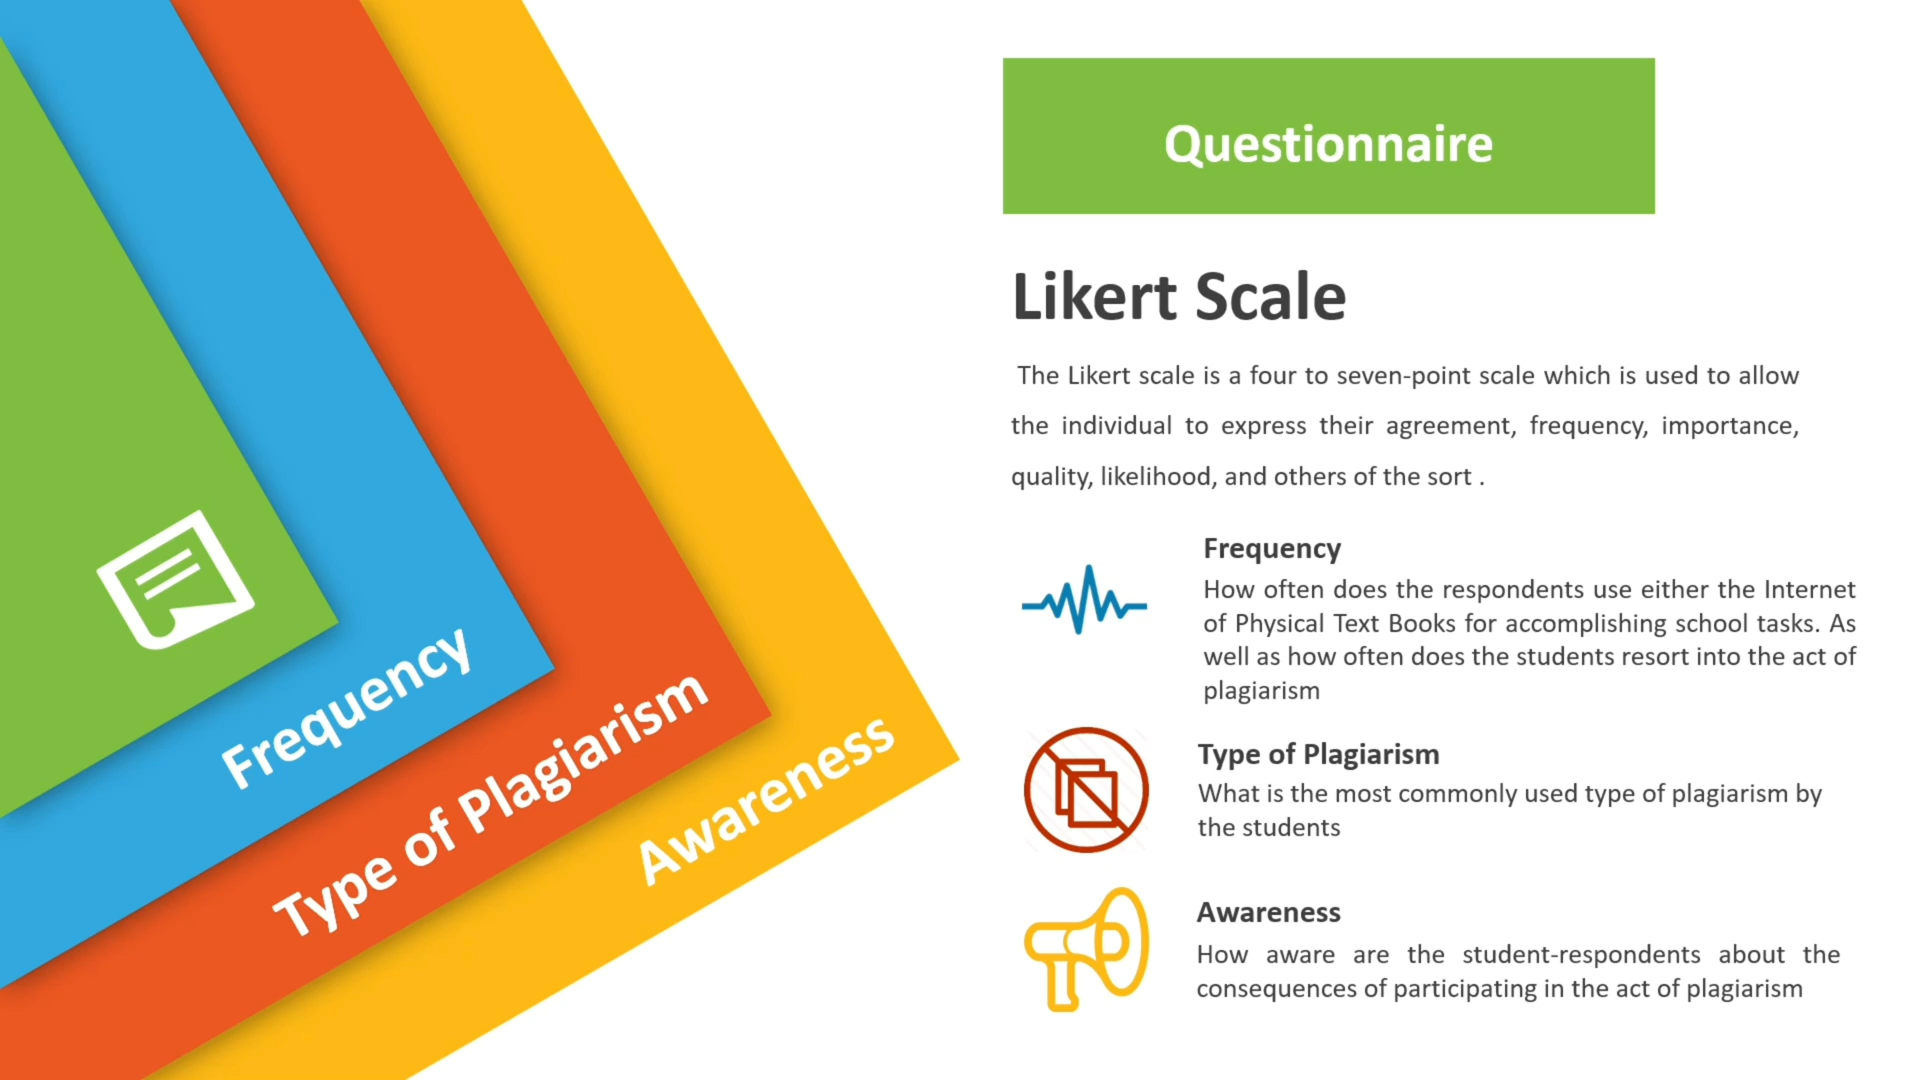 Questionnaire
Likert Scale
The Likert scale is a four to seven-point scale which is used to allow
the individual to express their agreement, frequency, importance,
quality, likelihood, and others of the sort .
Frequency
How often does the respondents use either the Internet
of Physical Text Books for accomplishing school tasks. As
well as how often does the students resort into the act of
plagiarism
Type of Plagiarism
What is the most commonly used type of plagiarism by
the students
Awareness
How aware are the student-respondents about the
consequences of participating in the act of plagiarism
Frequency
Type of Plagiarism
Awareness